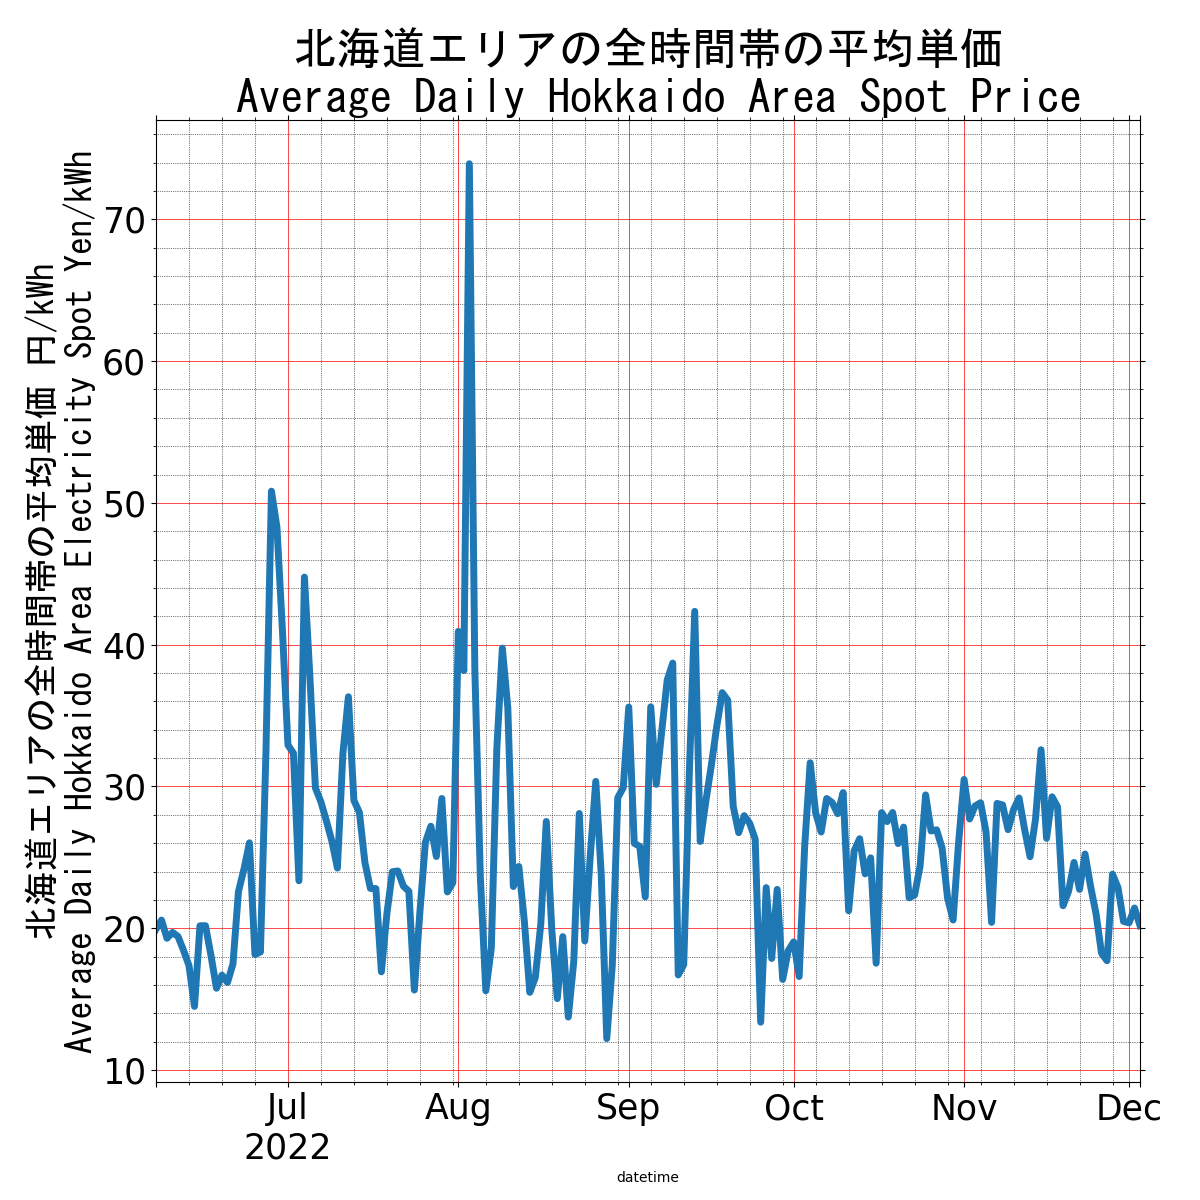 北海道エリアの全時間帯の平均単価
Average Daily Hokkaido Area Spot Price
北海道エリアの全時間帯の平均単価 円/kWh
Average Daily Hokkaido Area Electricity Spot Yen/kWh
70
60
50
40
30
20
10
Jul
Aug
Sep
Oct
Nov
Dec
2022
datetime